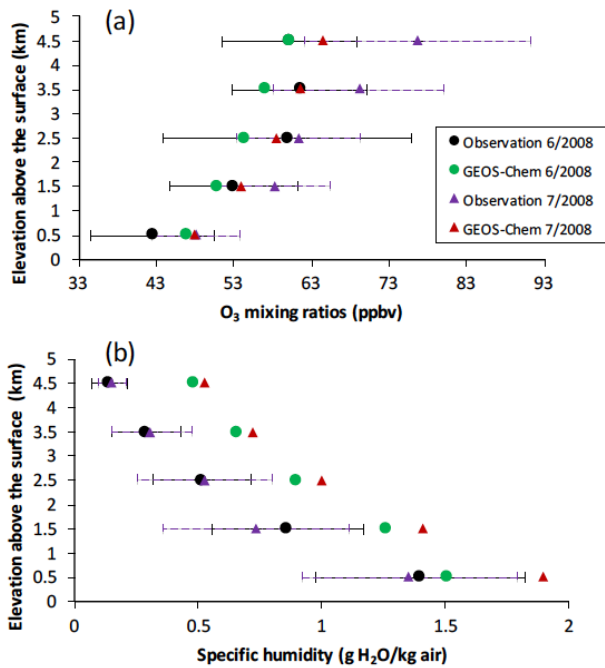 (a)
Elevation above the surface (km)
5
4.5
4
3.5
3
2.5
2
1.5
1
0.5
0
33 43 53 63 73 83 93
O₃ mixing ratios (ppbv)
Observation 6/2008
GEOS-Chem 6/2008
Observation 7/2008
GEOS-Chem 7/2008
(b)
Elevation above the surface (km)
5
4.5
4
3.5
3
2.5
2
1.5
1
0.5
0
0 0.5 1 1.5 2
Specific humidity (g H₂O/kg air)